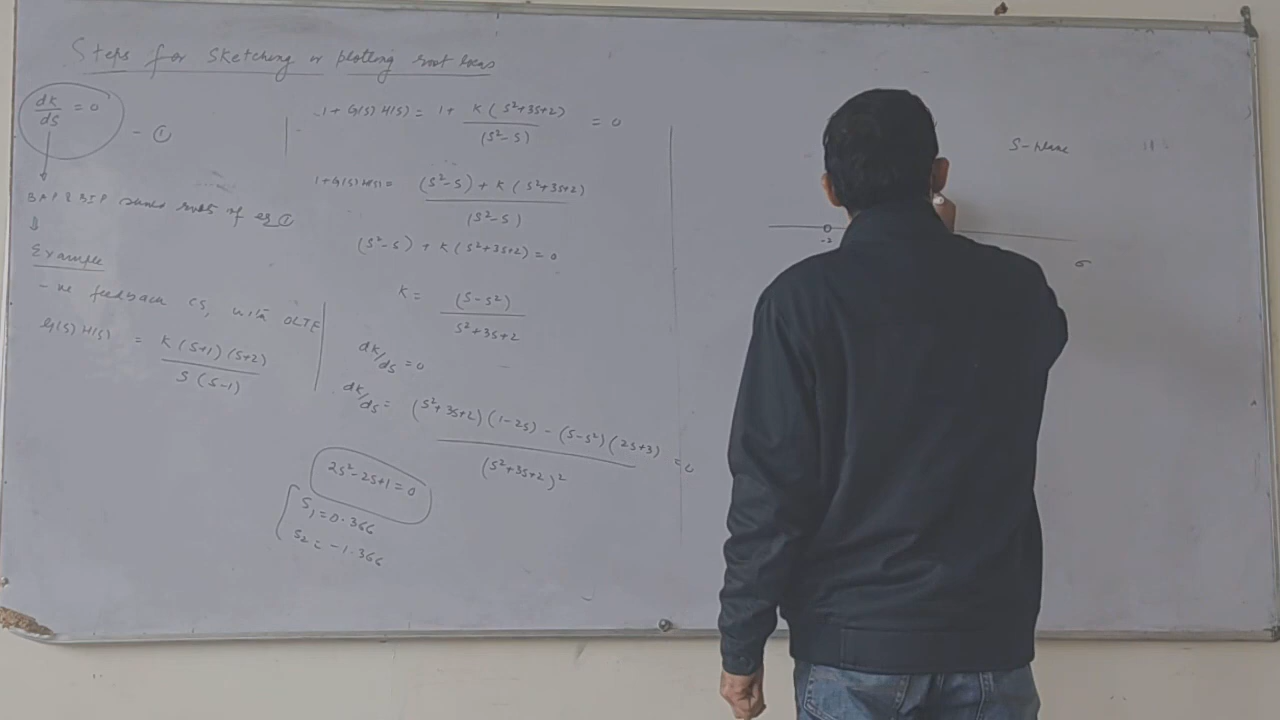 Steps for sketching or plotting root locus
dk/ds = 0 - ①
BAP & BIP roots of eq ①
Example
- ve feedback CS, with OLTF
G(s) H(s) = K(s+1)(s+2) / s(s-1)
1 + G(s) H(s) = 1 + K(s²+3s+2) / (s²-s) = 0
1 + G(s) H(s) = (s²-s) + K(s²+3s+2) / (s²-s)
(s²-s) + K(s²+3s+2) = 0
K = (s-s²) / s²+3s+2
dk/ds = 0
dk/ds = (s²+3s+2)(1-2s) - (s-s²)(2s+3) / (s²+3s+2)² = 0
2s²-2s+1 = 0
s₁ = 0.366
s₂ = -1.366
S-plane
-2
σ